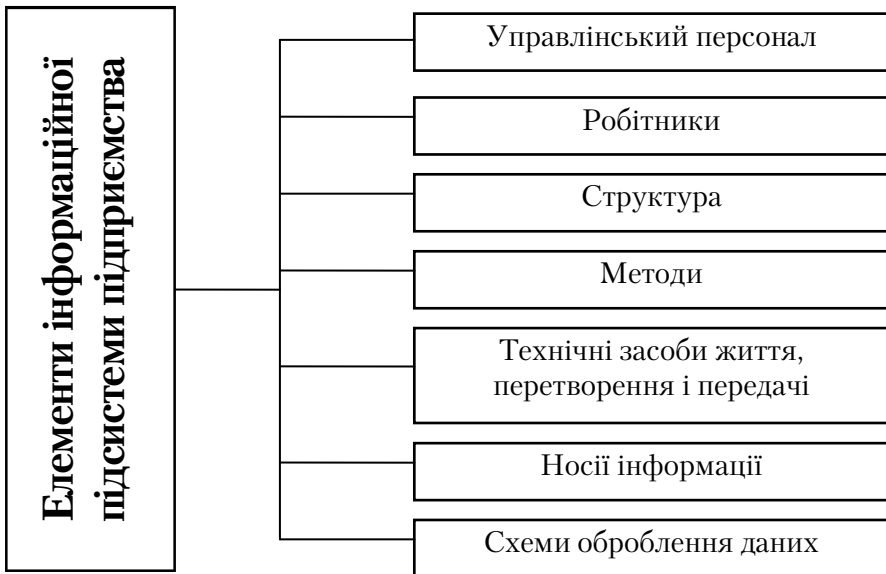 Елементи інформаційної
підсистеми підприємства
Управлінський персонал
Робітники
Структура
Методи
Технічні засоби життя,
перетворення і передачі
Носії інформації
Схеми оброблення даних